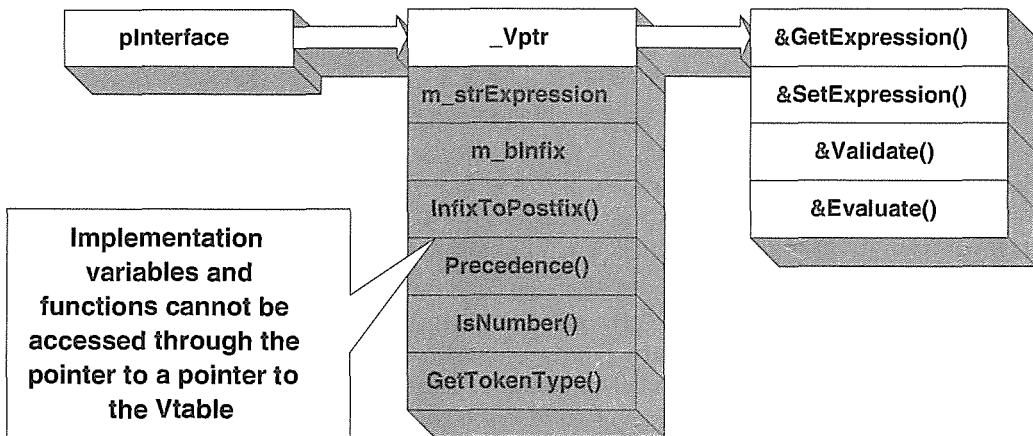 pInterface
_Vptr
m_strExpression
m_bInfix
InfixToPostfix()
Precedence()
IsNumber()
GetTokenType()
&GetExpression()
&SetExpression()
&Validate()
&Evaluate()
Implementation
variables and
functions cannot be
accessed through the
pointer to a pointer to
the Vtable